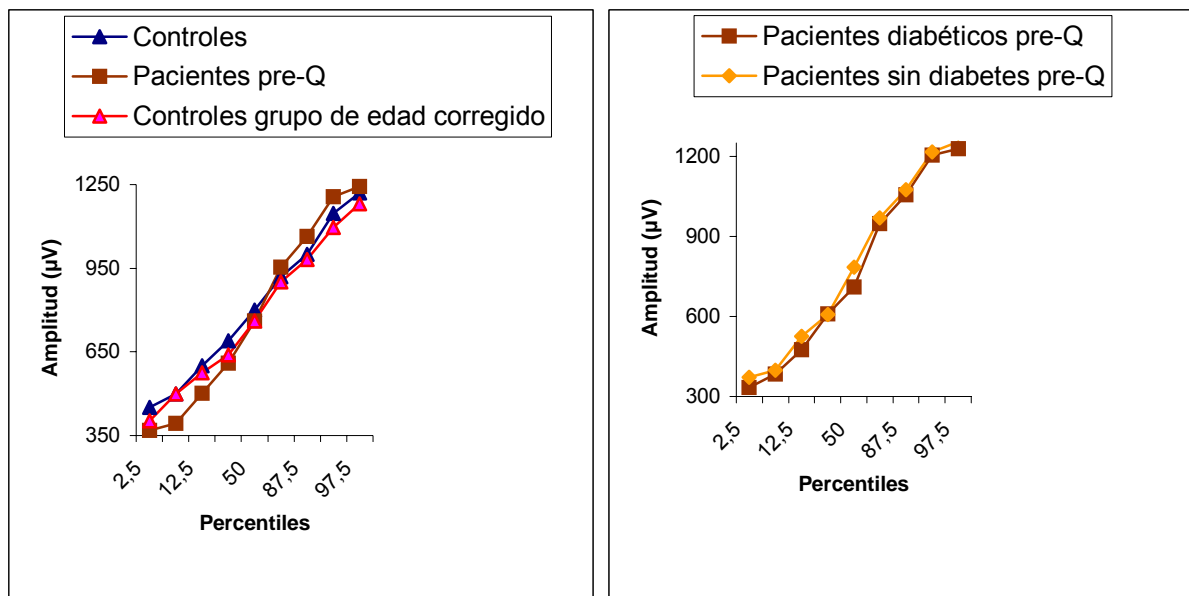 Controles
Pacientes pre-Q
Controles grupo de edad corregido
1250
950
650
350
Amplitud (µV)
2,5
12,5
50
87,5
97,5
Percentiles
Pacientes diabéticos pre-Q
Pacientes sin diabetes pre-Q
1200
900
600
300
Amplitud (µV)
2,5
12,5
50
87,5
97,5
Percentiles